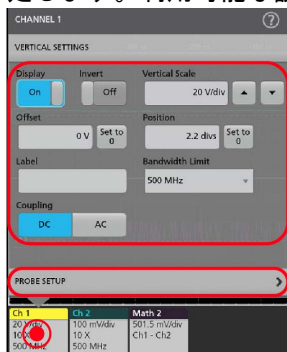 CHANNEL 1
VERTICAL SETTINGS
Display Invert Vertical Scale
On Off 20 V/div
Offset Position
0 V Set to 0 2.2 divs Set to 0
Label Bandwidth Limit
500 MHz
Coupling
DC AC
PROBE SETUP
Ch 1 Ch 2 Math 2
20 V/div 100 mV/div 501.5 mV/div
10 X 10 X Ch1 - Ch2
500 MHz 500 MHz